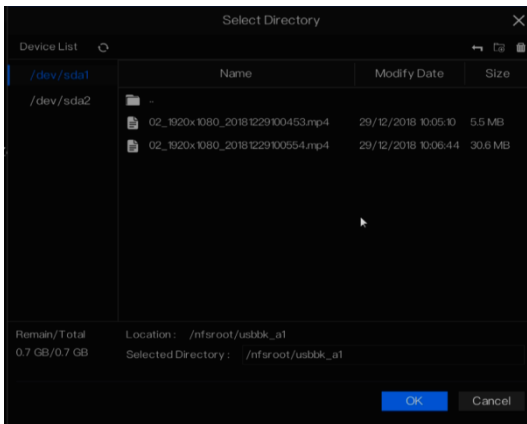 Select Directory
Device List
/dev/sda1
/dev/sda2
Name Modify Date Size
..
02_1920x1080_20181229100453.mp4 29/12/2018 10:05:10 5.5 MB
02_1920x1080_20181229100554.mp4 29/12/2018 10:06:44 30.6 MB
Remain/Total
0.7 GB/0.7 GB
Location : /nfsroot/usbbk_a1
Selected Directory : /nfsroot/usbbk_a1
OK Cancel